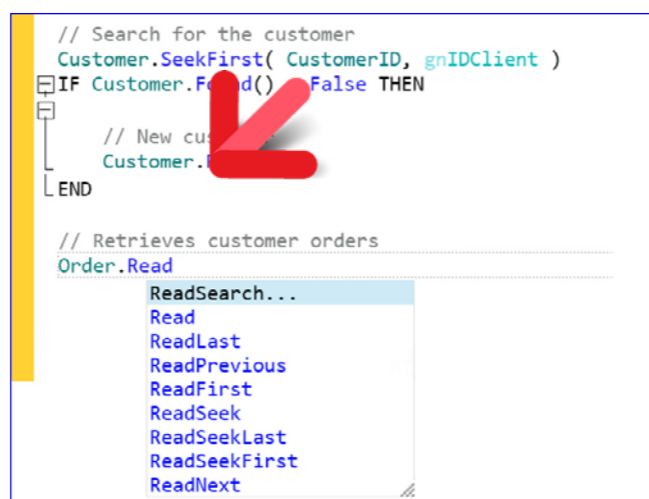 // Search for the customer
Customer.SeekFirst( CustomerID, gnIDClient )
IF Customer.F d() False THEN
// New cus
Customer.
END
// Retrieves customer orders
Order.Read
ReadSearch...
Read
ReadLast
ReadPrevious
ReadFirst
ReadSeek
ReadSeekLast
ReadSeekFirst
ReadNext